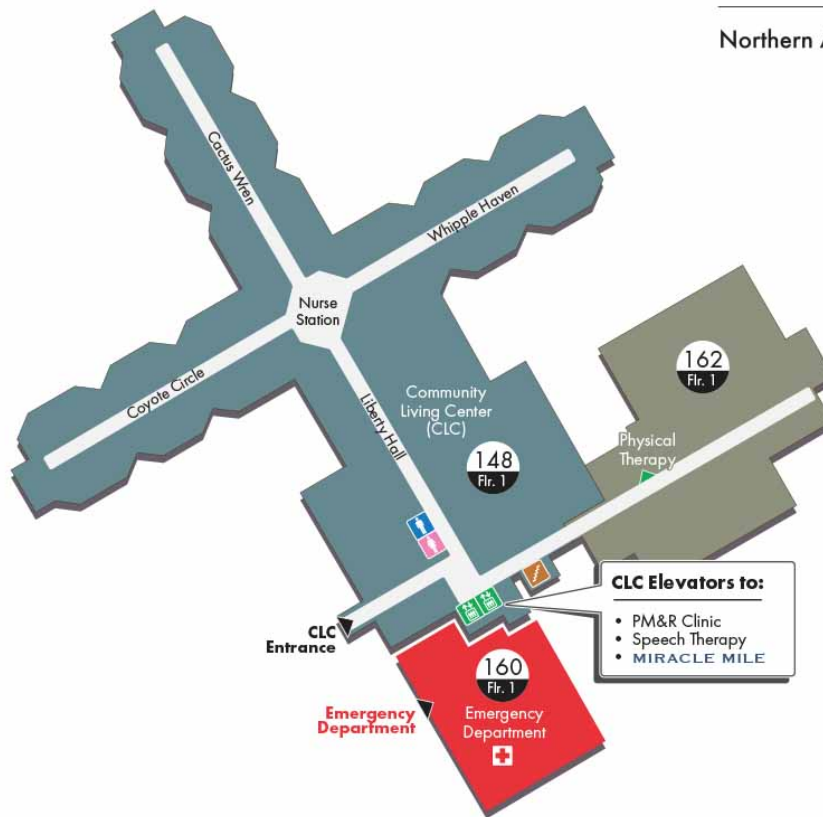 Northern
Cactus Wren
Whipple Haven
Nurse
Station
Coyote Circle
Liberty Hall
Community
Living Center
(CLC)
148
Flr. 1
162
Flr. 1
Physical
Therapy
CLC
Entrance
CLC Elevators to:
• PM&R Clinic
• Speech Therapy
• MIRACLE MILE
160
Flr. 1
Emergency
Department
Emergency
Department